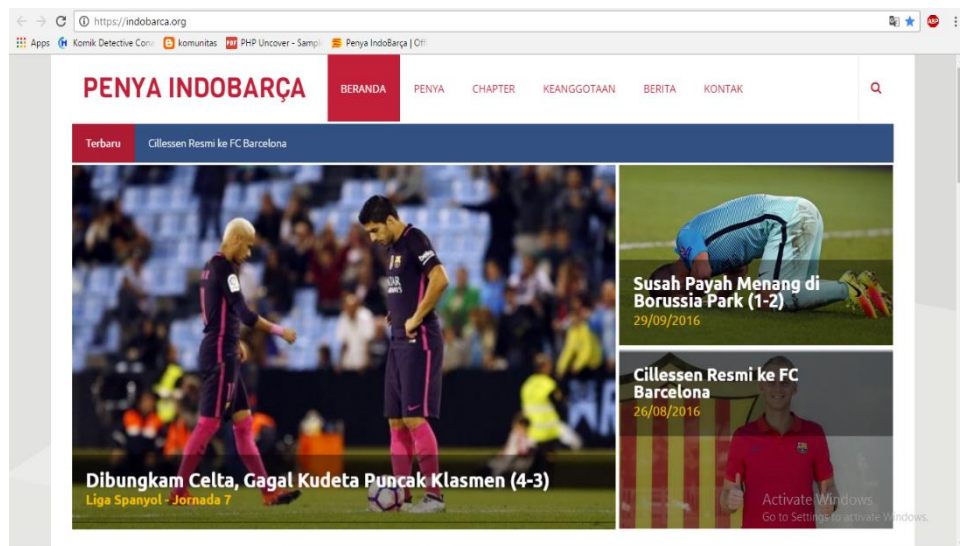 https://indobarca.org
Apps Komik Detective Cona komunitas PHP Uncover - Sampl Penya IndoBarça | Off
PENYA INDOBARÇA BERANDA PENYA CHAPTER KEANGGOTAAN BERITA KONTAK
Terbaru Cillessen Resmi ke FC Barcelona
Dibungkam Celta, Gagal Kudeta Puncak Klasmen (4-3)
Liga Spanyol - Jornada 7
Susah Payah Menang di
Borussia Park (1-2)
29/09/2016
Cillessen Resmi ke FC
Barcelona
26/08/2016
Activate Windows
Go to Settings to activate Windows.